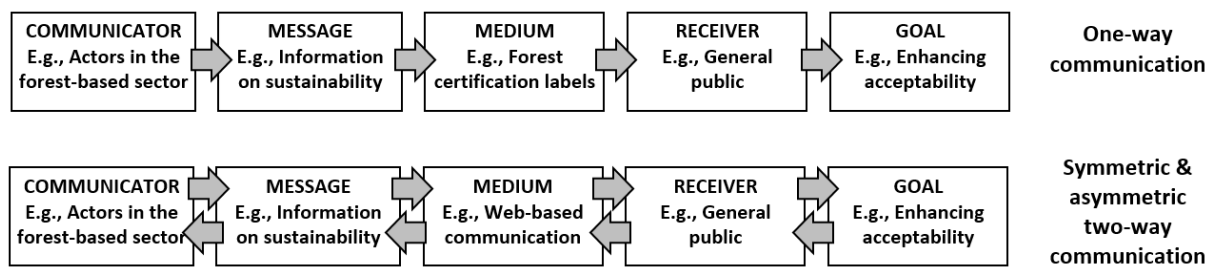 COMMUNICATOR
E.g., Actors in the
forest-based sector
MESSAGE
E.g., Information
on sustainability
MEDIUM
E.g., Forest
certification labels
RECEIVER
E.g., General
public
GOAL
E.g., Enhancing
acceptability
One-way
communication
COMMUNICATOR
E.g., Actors in the
forest-based sector
MESSAGE
E.g., Information
on sustainability
MEDIUM
E.g., Web-based
communication
RECEIVER
E.g., General
public
GOAL
E.g., Enhancing
acceptability
Symmetric &
asymmetric
two-way
communication